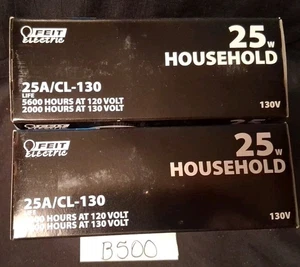 FEIT
electric
25W
HOUSEHOLD
25A/CL-130
LIFE
5600 HOURS AT 120 VOLT
2000 HOURS AT 130 VOLT
130V
FEIT
electric
25W
HOUSEHOLD
25A/CL-130
HOURS AT 120 VOLT
HOURS AT 130 VOLT
130V
B500